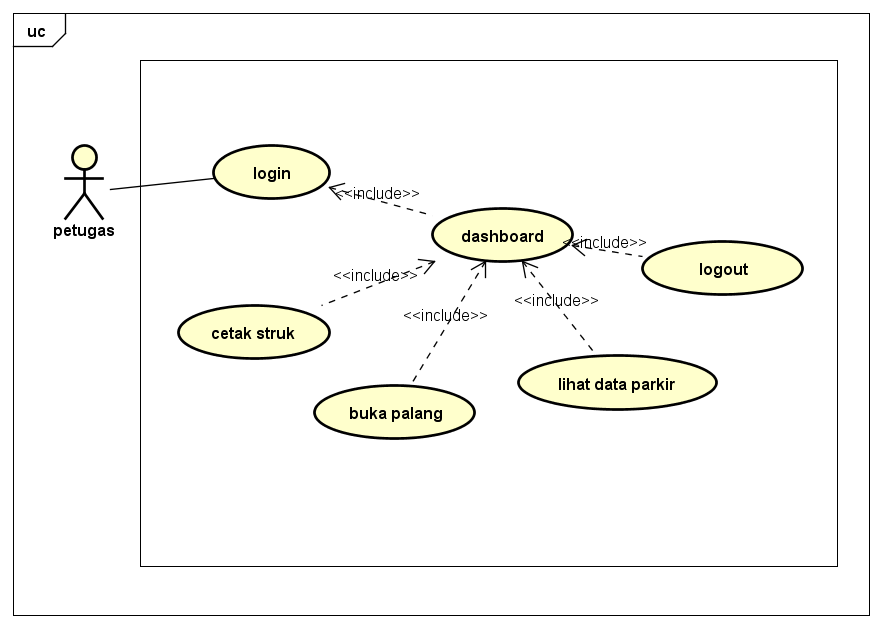 uc
login
<<include>>
petugas
dashboard
<<include>>
logout
<<include>>
<<include>>
<<include>>
cetak struk
lihat data parkir
buka palang